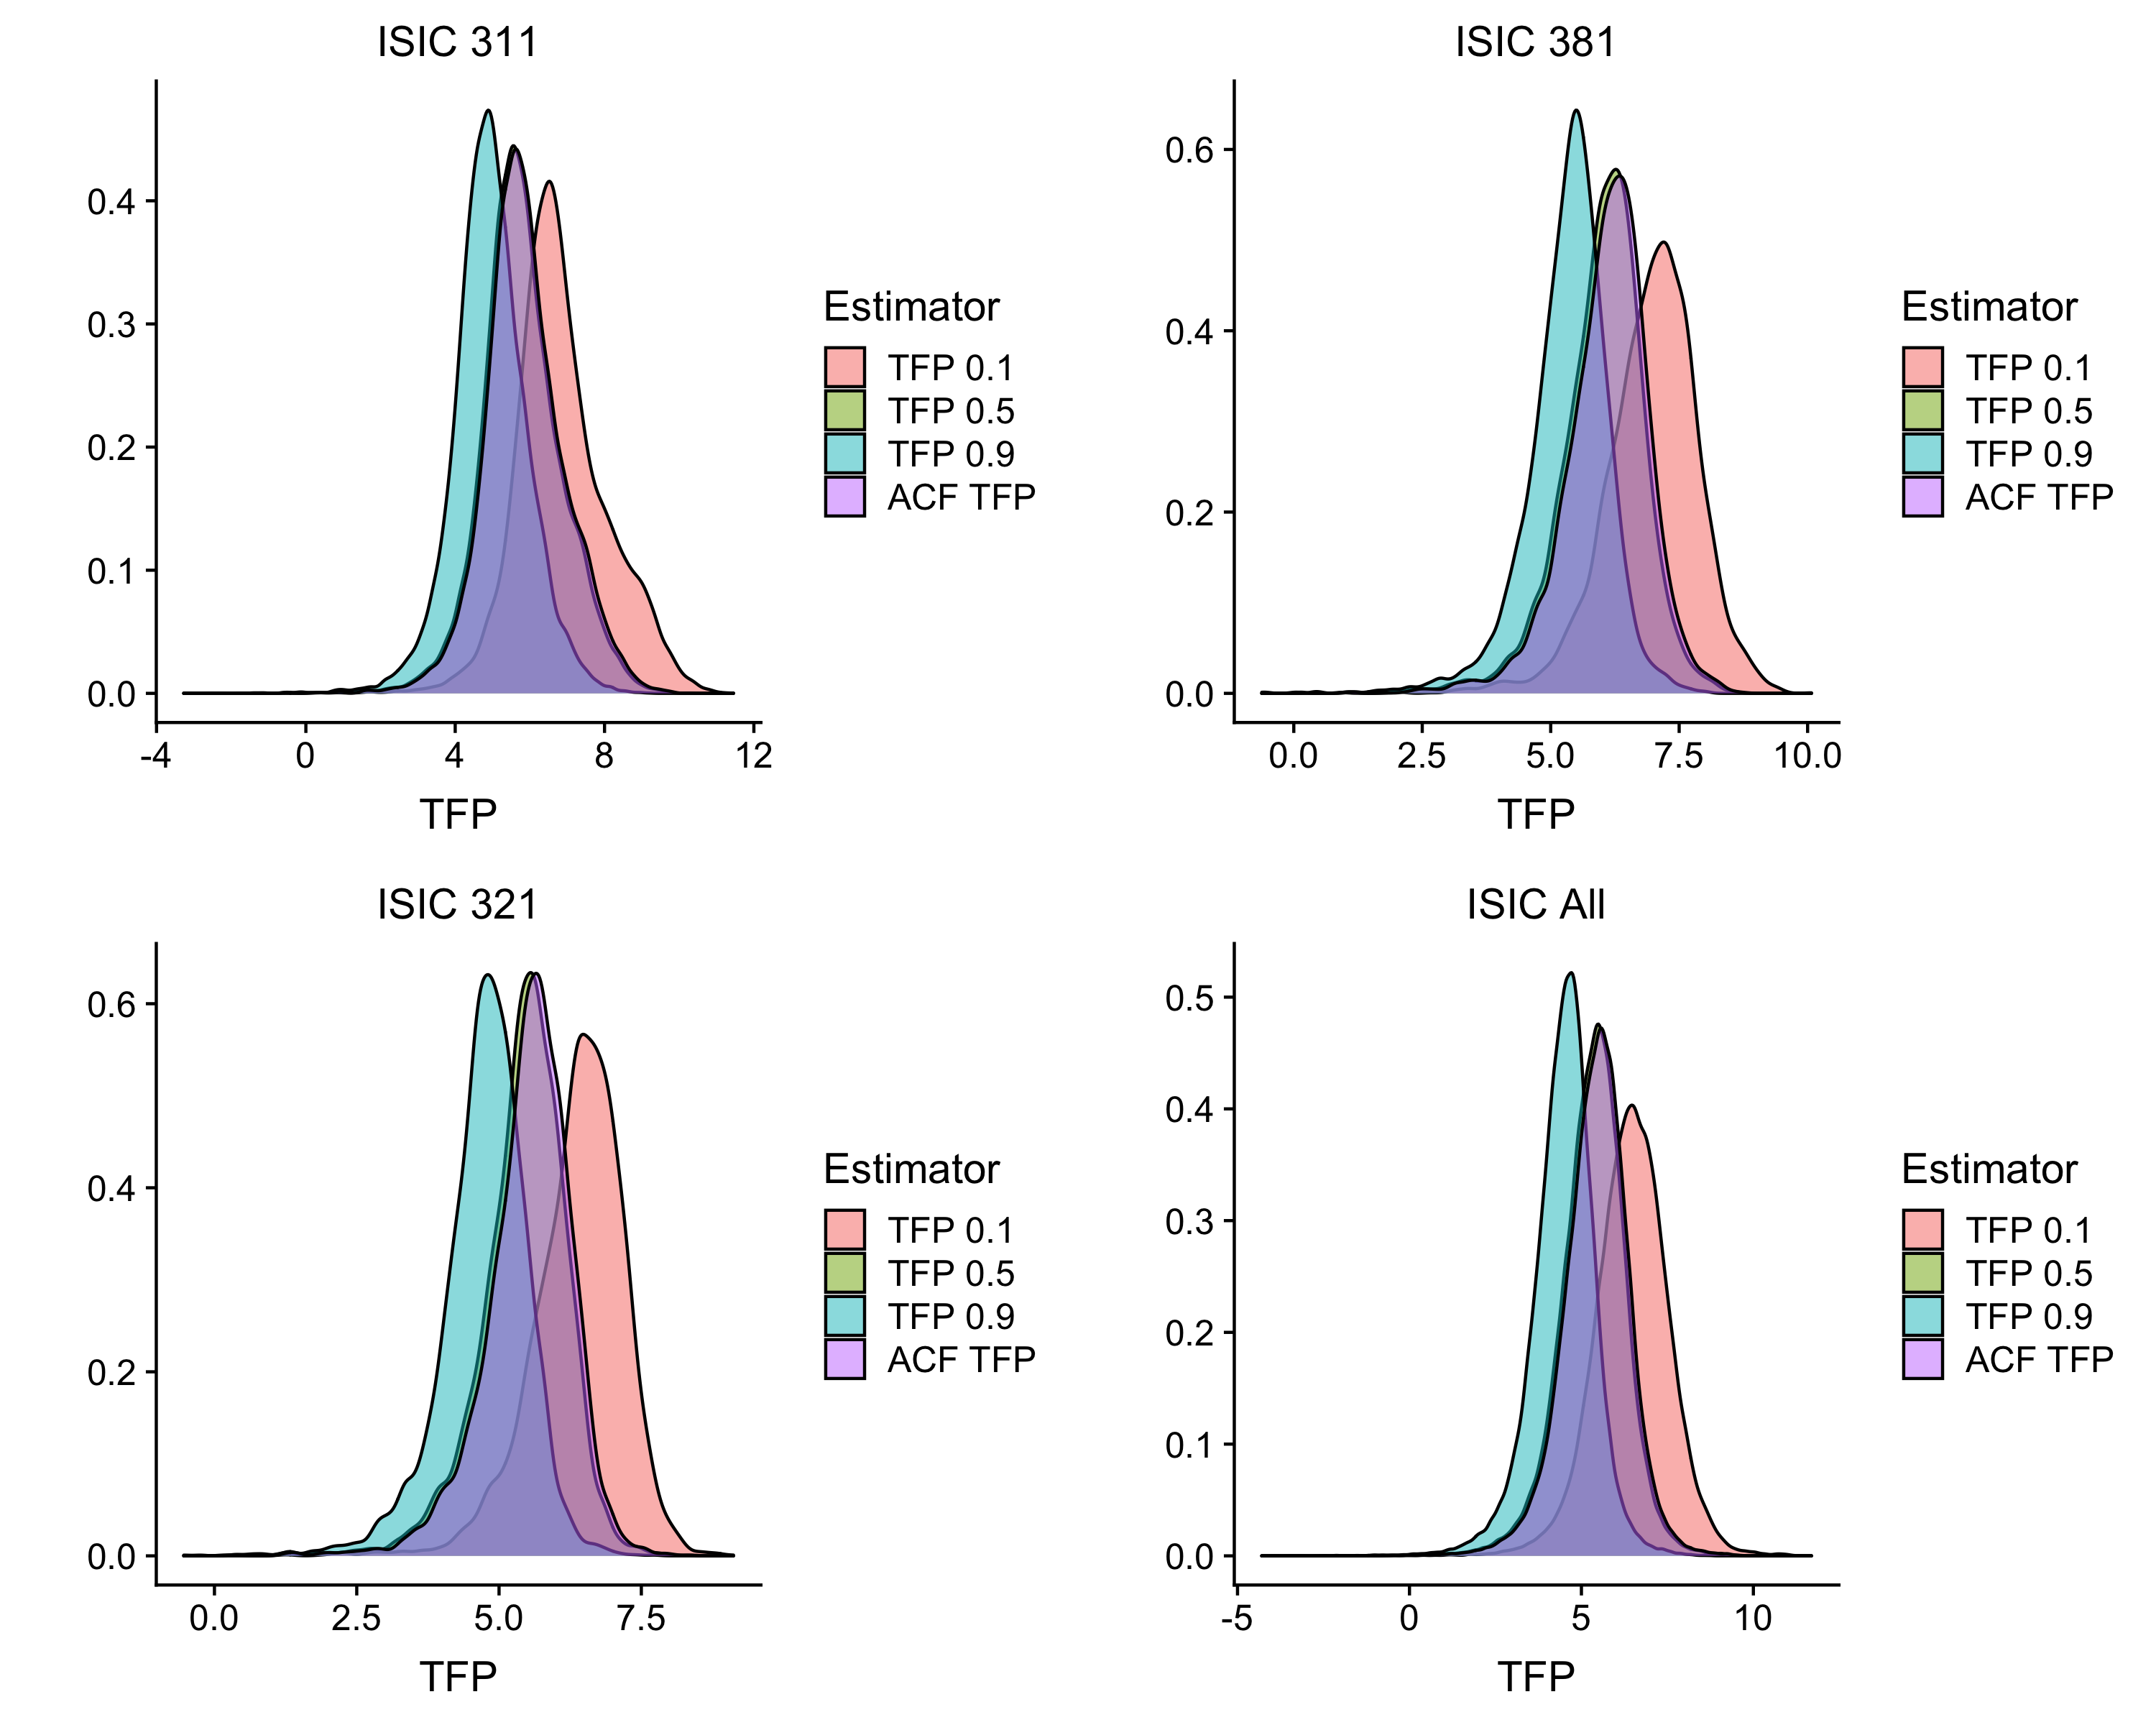 ISIC 311
0.4
0.3
0.2
0.1
0.0
-4 0 4 8 12
TFP
Estimator
TFP 0.1
TFP 0.5
TFP 0.9
ACF TFP
ISIC 381
0.6
0.4
0.2
0.0
0.0 2.5 5.0 7.5 10.0
TFP
Estimator
TFP 0.1
TFP 0.5
TFP 0.9
ACF TFP
ISIC 321
0.6
0.4
0.2
0.0
0.0 2.5 5.0 7.5
TFP
Estimator
TFP 0.1
TFP 0.5
TFP 0.9
ACF TFP
ISIC All
0.5
0.4
0.3
0.2
0.1
0.0
-5 0 5 10
TFP
Estimator
TFP 0.1
TFP 0.5
TFP 0.9
ACF TFP